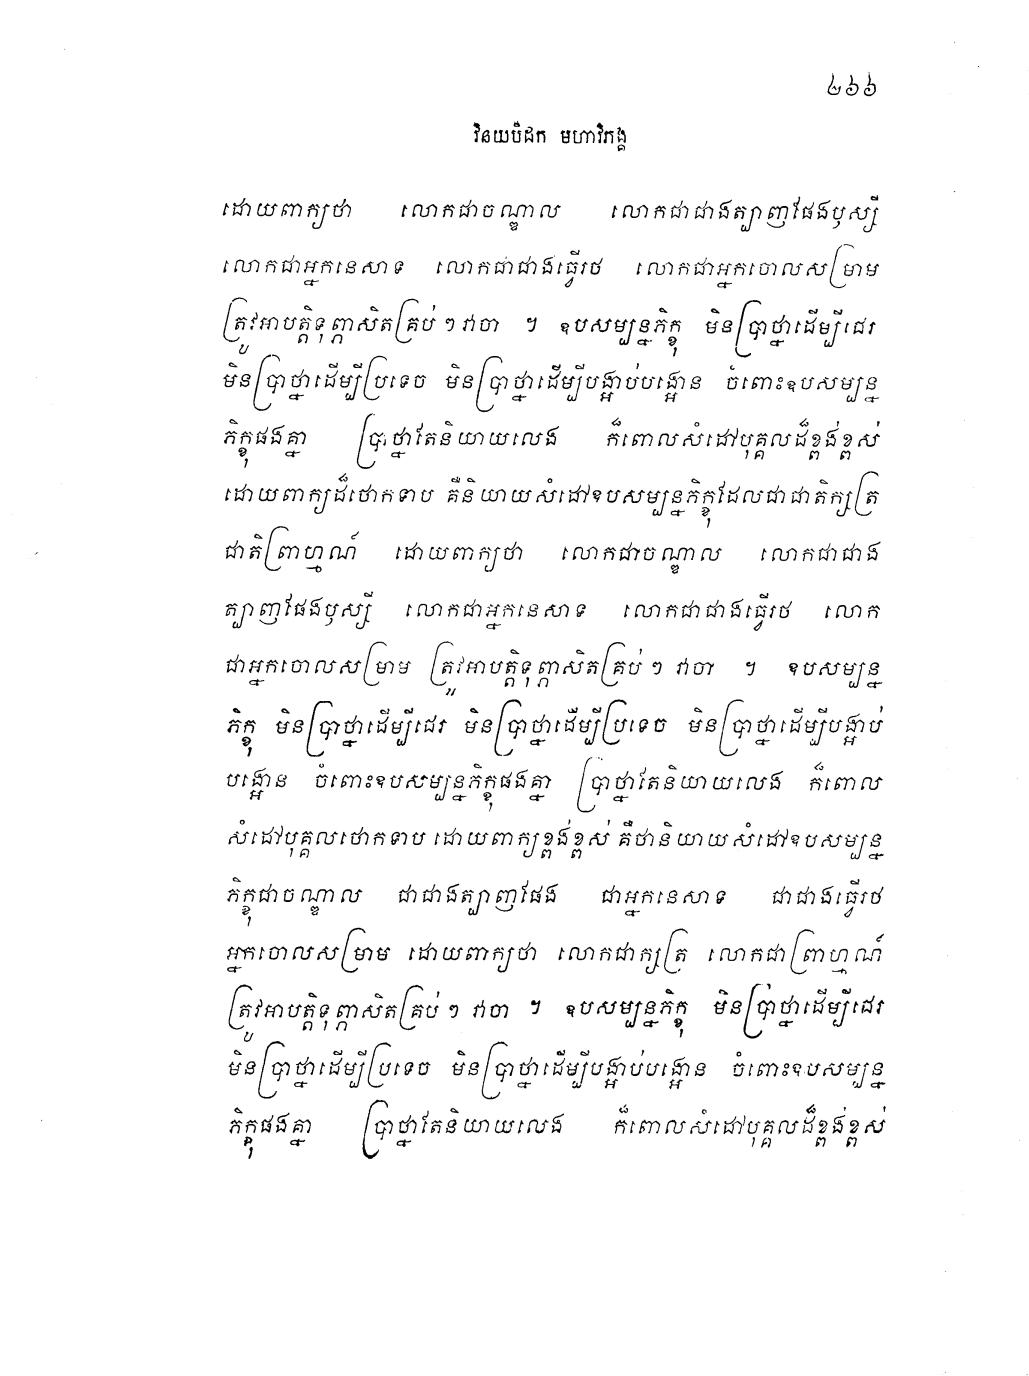 ២៦៦
វិនយបិដក មហាវិភង្គ
ដោយពាក្យថា លោកជាចណ្ឌាល លោកជាជាងត្បាញផែងឫស្សី
លោកជាអ្នកនេសាទ លោកជាជាងធ្វើរថ លោកជាអ្នកចោលសម្រាម
ត្រូវអាបត្តិទុព្ភាសិតគ្រប់ ៗ វាចា ។ ឧបសម្បន្នភិក្ខុ មិនប្រាថ្នាដើម្បីជេរ
មិនប្រាថ្នាដើម្បីប្រទេច មិនប្រាថ្នាដើម្បីបង្អាប់បង្អោន ចំពោះឧបសម្បន្ន
ភិក្ខុផងគ្នា ប្រាថ្នាតែនិយាយលេង ក៏ពោលសំដៅបុគ្គលដ៏ខ្ពង់ខ្ពស់
ដោយពាក្យដ៏ថោកទាប គឺនិយាយសំដៅឧបសម្បន្នភិក្ខុដែលជាជាតិក្សត្រ
ជាតិព្រាហ្មណ៍ ដោយពាក្យថា លោកជាចណ្ឌាល លោកជាជាង
ត្បាញផែងឫស្សី លោកជាអ្នកនេសាទ លោកជាជាងធ្វើរថ លោក
ជាអ្នកចោលសម្រាម ត្រូវអាបត្តិទុព្ភាសិតគ្រប់ ៗ វាចា ។ ឧបសម្បន្ន
ភិក្ខុ មិនប្រាថ្នាដើម្បីជេរ មិនប្រាថ្នាដើម្បីប្រទេច មិនប្រាថ្នាដើម្បីបង្អាប់
បង្អោន ចំពោះឧបសម្បន្នភិក្ខុផងគ្នា ប្រាថ្នាតែនិយាយលេង ក៏ពោល
សំដៅបុគ្គលថោកទាប ដោយពាក្យខ្ពង់ខ្ពស់ គឺថានិយាយសំដៅឧបសម្បន្ន
ភិក្ខុជាចណ្ឌាល ជាជាងត្បាញផែង ជាអ្នកនេសាទ ជាជាងធ្វើរថ
អ្នកចោលសម្រាម ដោយពាក្យថា លោកជាក្សត្រ លោកជាព្រាហ្មណ៍
ត្រូវអាបត្តិទុព្ភាសិតគ្រប់ ៗ វាចា ។ ឧបសម្បន្នភិក្ខុ មិនប្រាថ្នាដើម្បីជេរ
មិនប្រាថ្នាដើម្បីប្រទេច មិនប្រាថ្នាដើម្បីបង្អាប់បង្អោន ចំពោះឧបសម្បន្ន
ភិក្ខុផងគ្នា ប្រាថ្នាតែនិយាយលេង ក៏ពោលសំដៅបុគ្គលដ៏ខ្ពង់ខ្ពស់